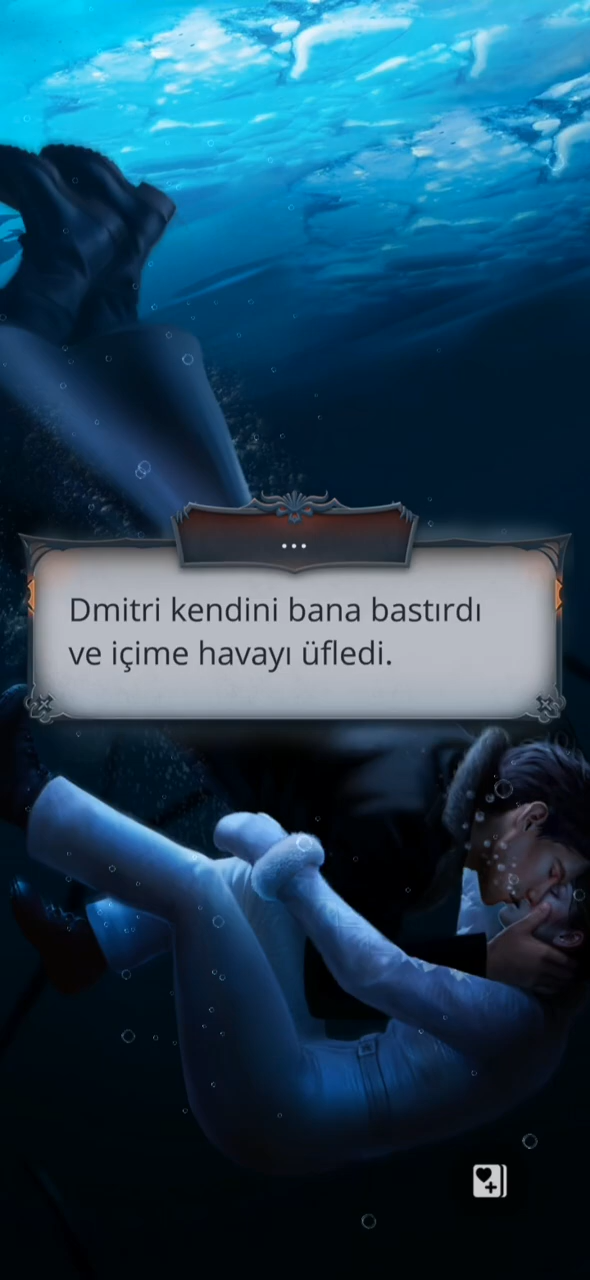 ...
Dmitri kendini bana bastırdı
ve içime havayı üfledi.